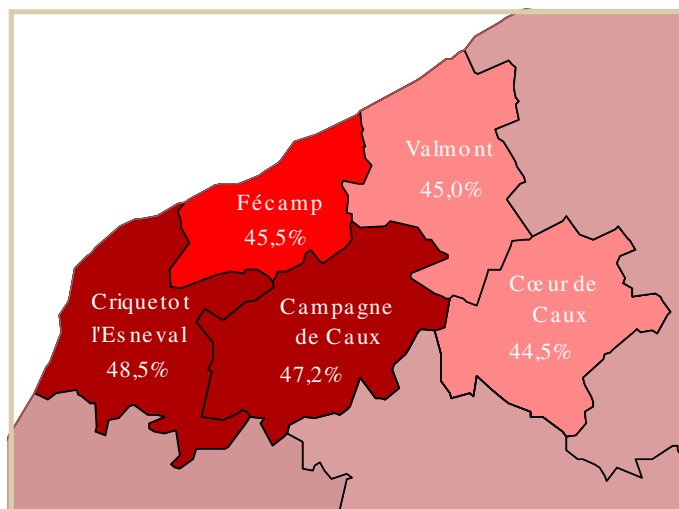 Valmont
45,0%
Fécamp
45,5%
Criquetot
l'Esneval
48,5%
Campagne
de Caux
47,2%
Cœur de
Caux
44,5%